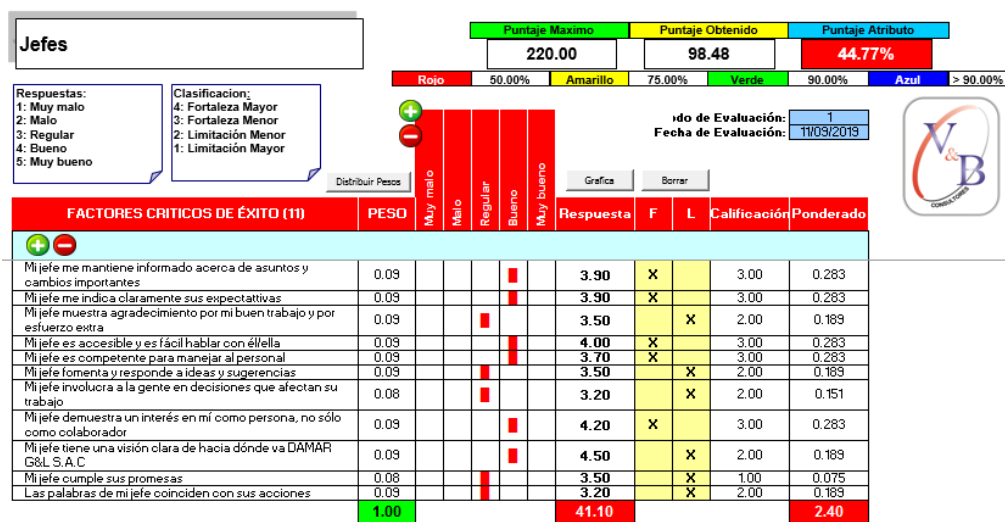 Jefes
Puntaje Maximo Puntaje Obtenido Puntaje Atributo
220.00 98.48 44.77%
Rojo 50.00% Amarillo 75.00% Verde 90.00% Azul > 90.00%
Respuestas:
1: Muy malo
2: Malo
3: Regular
4: Bueno
5: Muy bueno
Clasificacion:
4: Fortaleza Mayor
3: Fortaleza Menor
2: Limitación Menor
1: Limitación Mayor
do de Evaluación: 1
Fecha de Evaluación: 11/09/2019
V&B
CONSULTORES
Distribuir Pesos Grafica Borrar
FACTORES CRITICOS DE ÉXITO (11) PESO Muy malo Malo Regular Bueno Muy bueno Respuesta F L Calificación Ponderado
Mi jefe me mantiene informado acerca de asuntos y
cambios importantes 0.09 3.90 X 3.00 0.283
Mi jefe me indica claramente sus expectattivas 0.09 3.90 X 3.00 0.283
Mi jefe muestra agradecimiento por mi buen trabajo y por
esfuerzo extra 0.09 3.50 X 2.00 0.189
Mi jefe es accesible y es fácil hablar con él/ella 0.09 4.00 X 3.00 0.283
Mi jefe es competente para manejar al personal 0.09 3.70 X 3.00 0.283
Mi jefe fomenta y responde a ideas y sugerencias 0.09 3.50 X 2.00 0.189
Mi jefe involucra a la gente en decisiones que afectan su
trabajo 0.08 3.20 X 2.00 0.151
Mi jefe demuestra un interés en mí como persona, no sólo
como colaborador 0.09 4.20 X 3.00 0.283
Mi jefe tiene una visión clara de hacia dónde va DAMAR
G&L S.A.C 0.09 4.50 X 2.00 0.189
Mi jefe cumple sus promesas 0.08 3.50 X 1.00 0.075
Las palabras de mi jefe coinciden con sus acciones 0.09 3.20 X 2.00 0.189
1.00 41.10 2.40